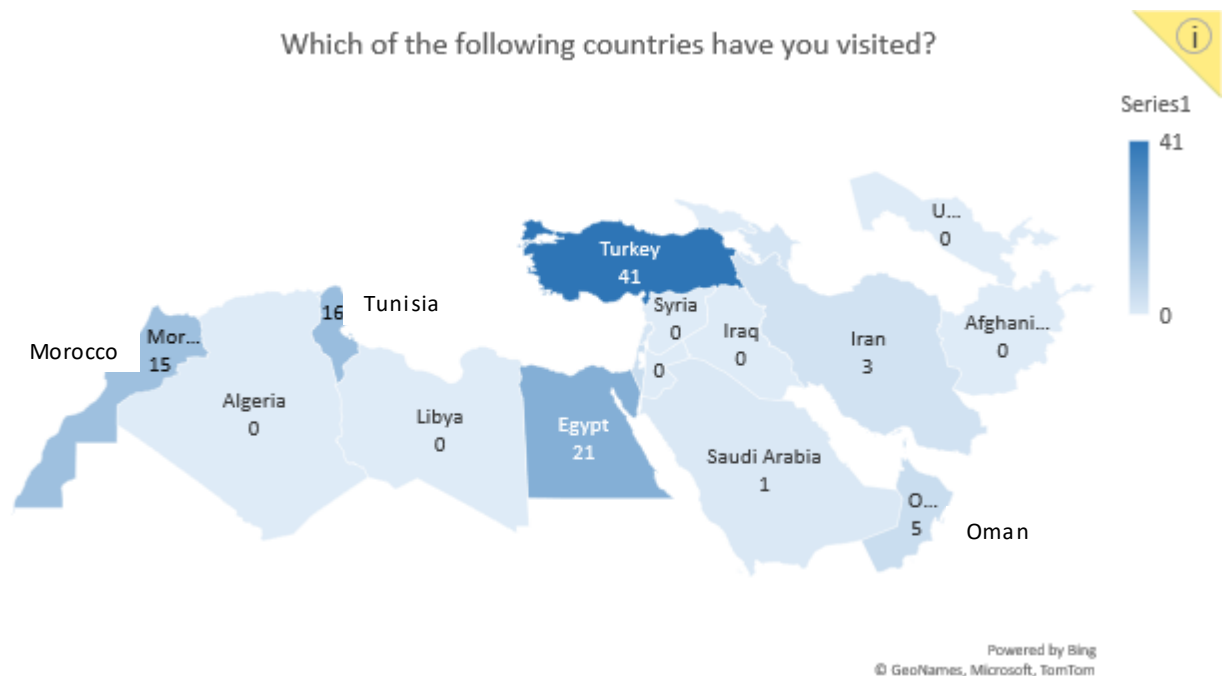 Which of the following countries have you visited?
i
Series1
41
0
U...
0
Turkey
41
Tunisia
16
Syria
0
Iraq
0
Iran
3
Afghani...
0
Morocco
Mor...
15
0
Algeria
0
Libya
0
Egypt
21
Saudi Arabia
1
O...
5
Oman
Powered by Bing
© GeoNames, Microsoft, TomTom